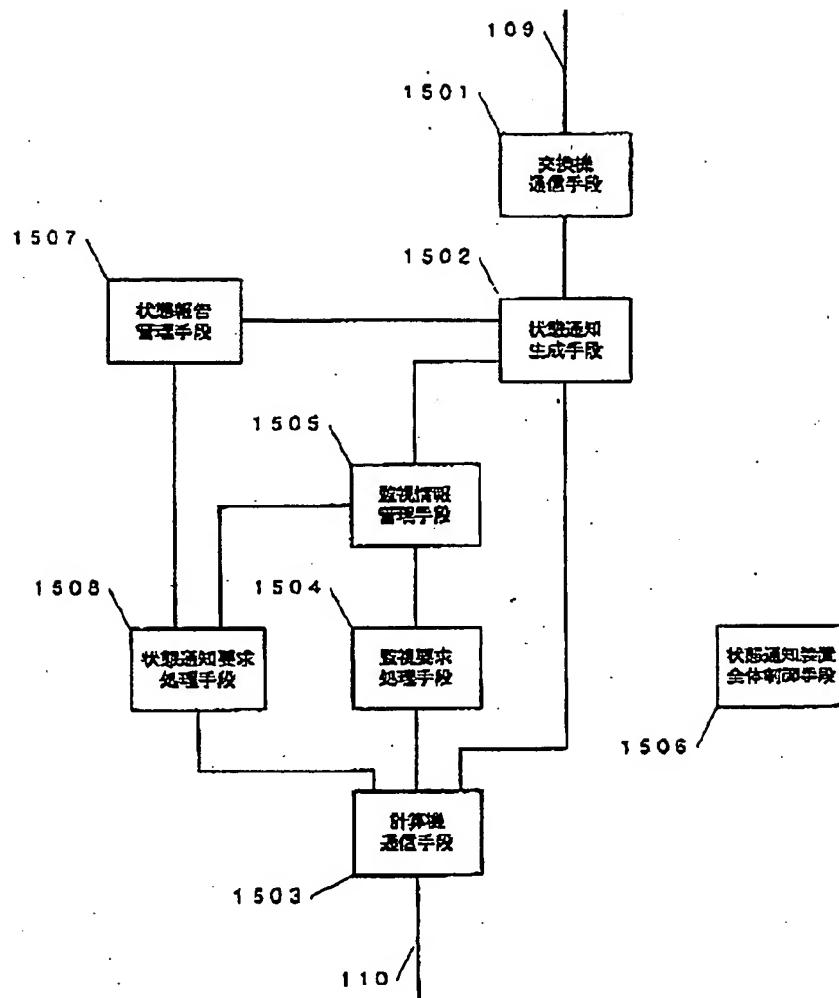 109
1501
交換機
通信手段
1507
1502
状態報告
管理手段
状態通知
生成手段
1505
監視情報
管理手段
1508
1504
状態通知要求
処理手段
監視要求
処理手段
状態通知装置
全体制御手段
1506
計算機
通信手段
1503
110